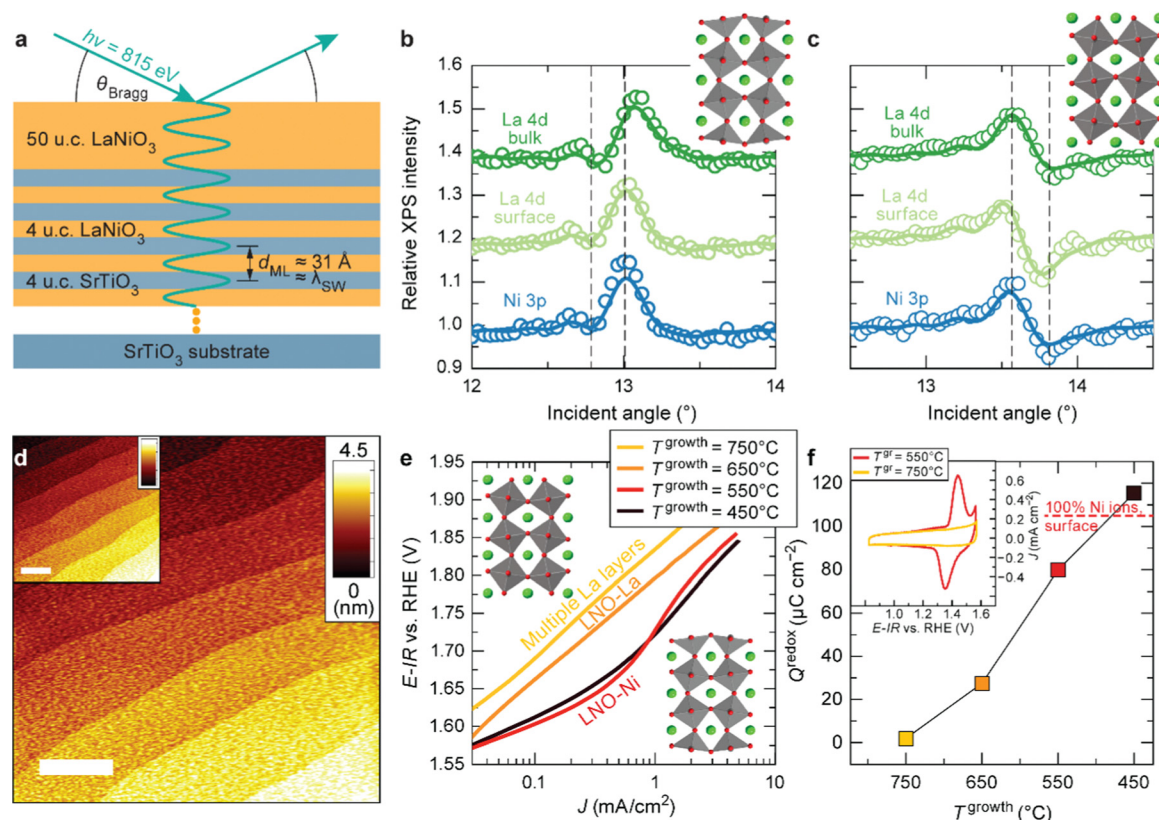 a
hν = 815 eV
θBragg
50 u.c. LaNiO3
4 u.c. LaNiO3
dML ≈ 31 Å
≈ λSW
4 u.c. SrTiO3
SrTiO3 substrate
b
Relative XPS intensity
1.6
1.5
1.4
1.3
1.2
1.1
1.0
0.9
La 4d
bulk
La 4d
surface
Ni 3p
12
13
14
Incident angle (°)
c
La 4d
bulk
La 4d
surface
Ni 3p
13
14
Incident angle (°)
d
4.5
0
(nm)
e
E-IR vs. RHE (V)
1.95
1.90
1.85
1.80
1.75
1.70
1.65
1.60
1.55
Tgrowth = 750°C
Tgrowth = 650°C
Tgrowth = 550°C
Tgrowth = 450°C
Multiple La layers
LNO-La
LNO-Ni
0.1
1
10
J (mA/cm2)
f
Qredox (µC cm−2)
120
100
80
60
40
20
0
Tgr = 550°C
Tgr = 750°C
0.4
0.2
0.0
−0.2
−0.4
J (mA cm−2)
1.0 1.2 1.4 1.6
E-IR vs. RHE (V)
100% Ni ions,
surface
750
650
550
450
Tgrowth (°C)